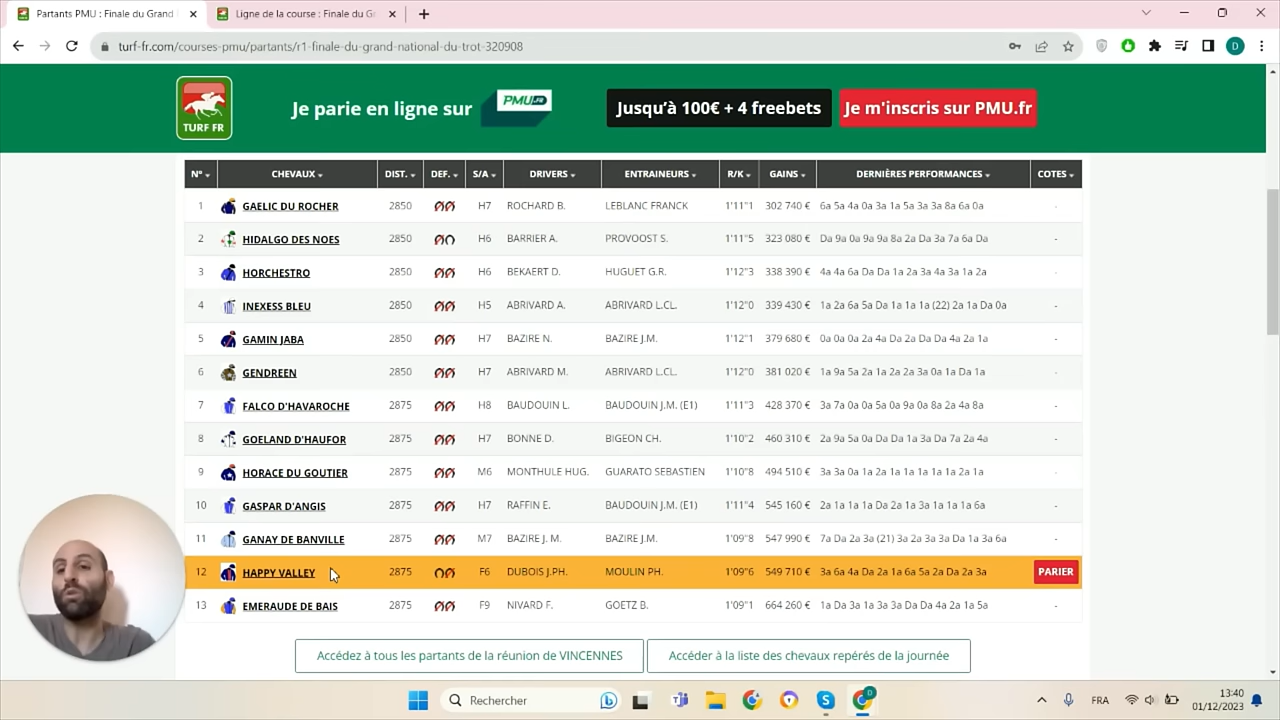 Partants PMU : Finale du Grand
Ligne de la course : Finale du Gr
turf-fr.com/courses-pmu/partants/r1-finale-du-grand-national-du-trot-320908
D
TURF FR
Je parie en ligne sur
PMU.fr
Jusqu'à 100€ + 4 freebets
Je m'inscris sur PMU.fr
N° CHEVAUX DIST. DEF. S/A DRIVERS ENTRAINEURS R/K GAINS DERNIÈRES PERFORMANCES COTES
1 GAELIC DU ROCHER 2850 H7 ROCHARD B. LEBLANC FRANCK 1'11"1 302 740 € 6a 5a 4a 0a 3a 1a 5a 3a 3a 8a 6a 0a -
2 HIDALGO DES NOES 2850 H6 BARRIER A. PROVOOST S. 1'11"5 323 080 € Da 9a 0a 9a 9a 8a 2a Da 3a 7a 6a Da -
3 HORCHESTRO 2850 H6 BEKAERT D. HUGUET G.R. 1'12"3 338 390 € 4a 4a 6a Da Da 1a 2a 3a 4a 3a 1a 2a -
4 INEXESS BLEU 2850 H5 ABRIVARD A. ABRIVARD L.CL. 1'12"0 339 430 € 1a 2a 6a 5a Da 1a 1a 1a (22) 2a 1a Da 0a -
5 GAMIN JABA 2850 H7 BAZIRE N. BAZIRE J.M. 1'12"1 379 680 € 0a 0a 0a 2a 4a Da 2a Da Da 4a 2a 1a -
6 GENDREEN 2850 H7 ABRIVARD M. ABRIVARD L.CL. 1'12"0 381 020 € 1a 9a 5a 2a 1a 2a 2a 3a 0a 1a Da 1a -
7 FALCO D'HAVAROCHE 2875 H8 BAUDOUIN L. BAUDOUIN J.M. (E1) 1'11"3 428 370 € 3a 7a 0a 0a 5a 0a 9a 0a 8a 2a 4a 8a -
8 GOELAND D'HAUFOR 2875 H7 BONNE D. BIGEON CH. 1'10"2 460 310 € 2a 9a 5a 0a Da Da 1a 3a Da 7a 2a 4a -
9 HORACE DU GOUTIER 2875 M6 MONTHULE HUG. GUARATO SEBASTIEN 1'10"8 494 510 € 3a 3a 0a 1a 2a 1a 1a 1a 1a 1a 2a 1a -
10 GASPAR D'ANGIS 2875 H7 RAFFIN E. BAUDOUIN J.M. (E1) 1'11"4 545 160 € 2a 1a 1a 1a Da 2a 1a 3a 1a 1a 1a 6a -
11 GANAY DE BANVILLE 2875 M7 BAZIRE J. M. BAZIRE J.M. 1'09"8 547 990 € 7a Da 2a 3a (21) 3a 2a 3a Da 1a 3a 6a -
12 HAPPY VALLEY 2875 F6 DUBOIS J.PH. MOULIN PH. 1'09"6 549 710 € 3a 6a 4a Da 2a 1a 6a 5a 2a Da 2a 3a PARIER
13 EMERAUDE DE BAIS 2875 F9 NIVARD F. GOETZ B. 1'09"1 664 260 € 1a Da 3a 1a 3a 3a Da Da 4a 2a 1a 5a -
Accédez à tous les partants de la réunion de VINCENNES
Accéder à la liste des chevaux repérés de la journée
Rechercher
FRA
13:40
01/12/2023